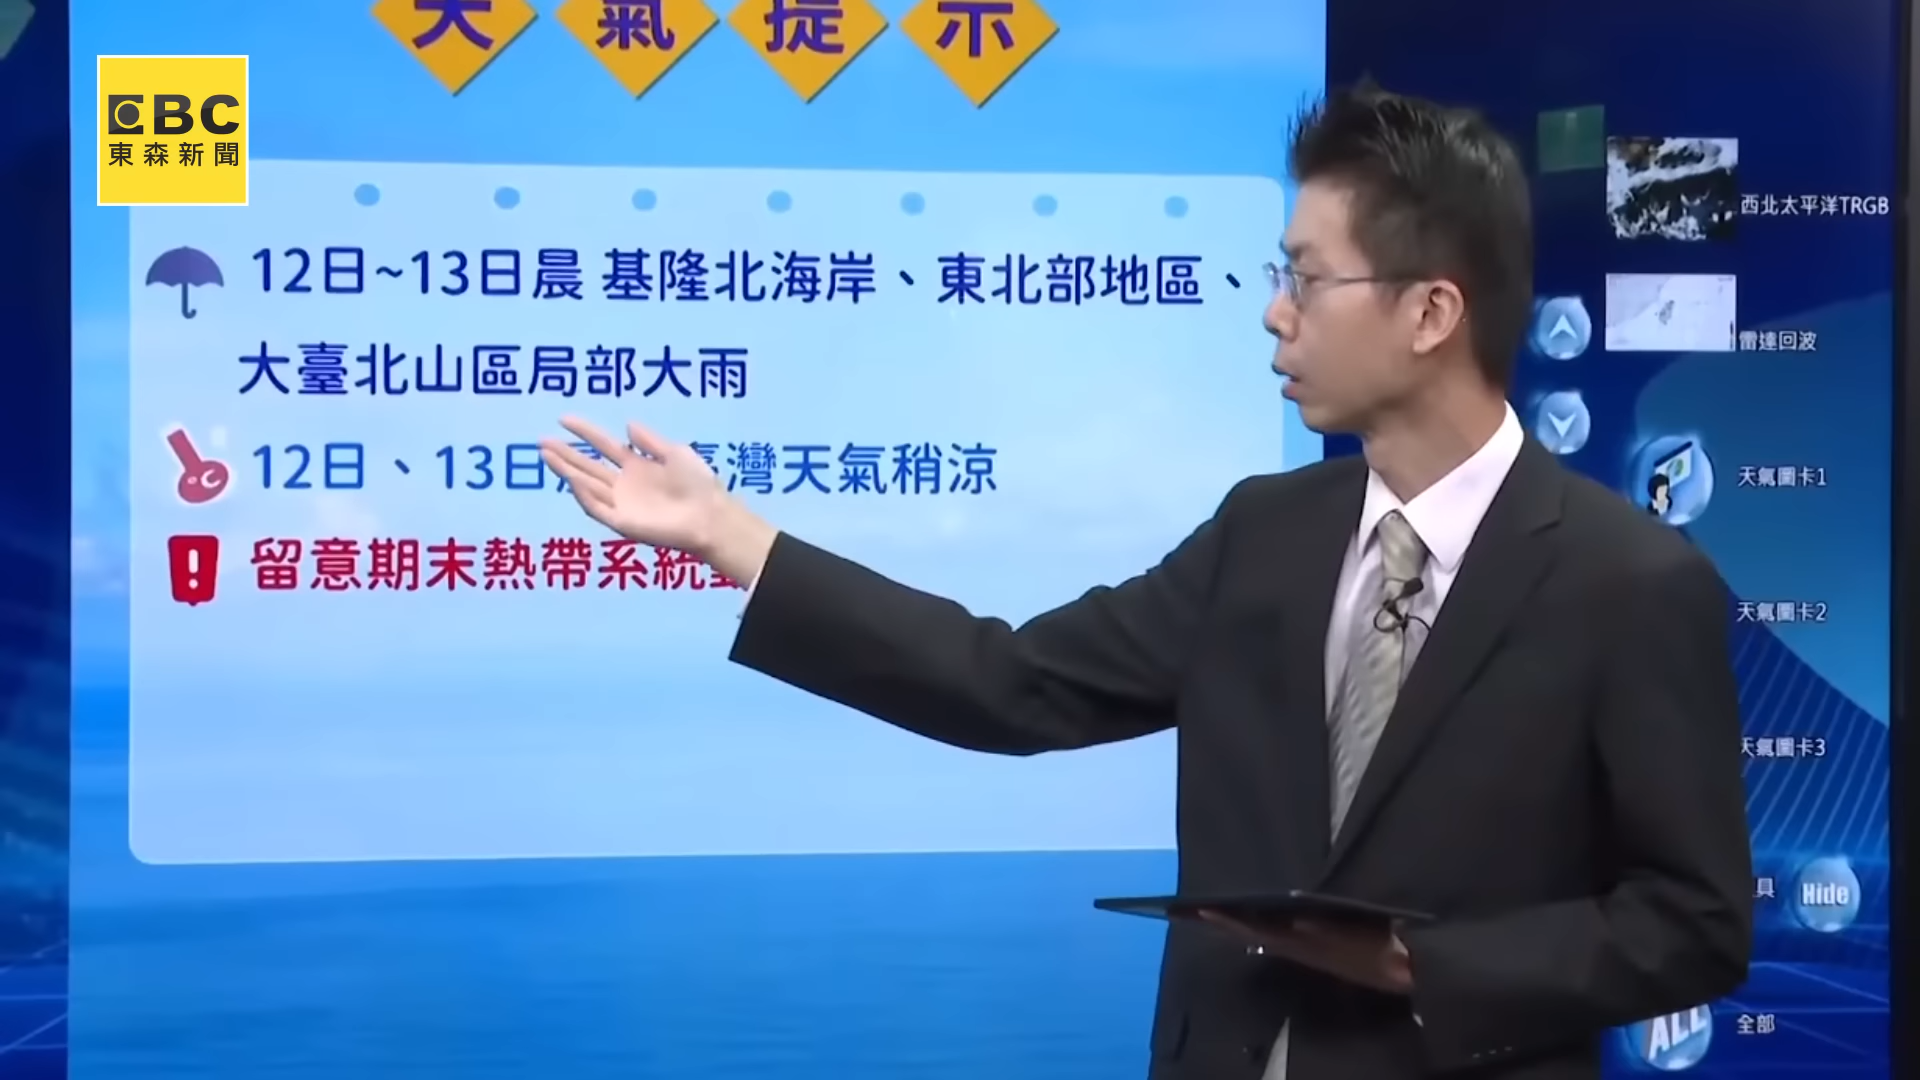 天氣提示
EBC
東森新聞
12日~13日晨 基隆北海岸、東北部地區、
大臺北山區局部大雨
12日、13日
臺灣天氣稍涼
留意期末熱帶系統
西北太平洋TRGB
雷達回波
天氣圖卡1
天氣圖卡2
天氣圖卡3
具
Hide
ALL
全部